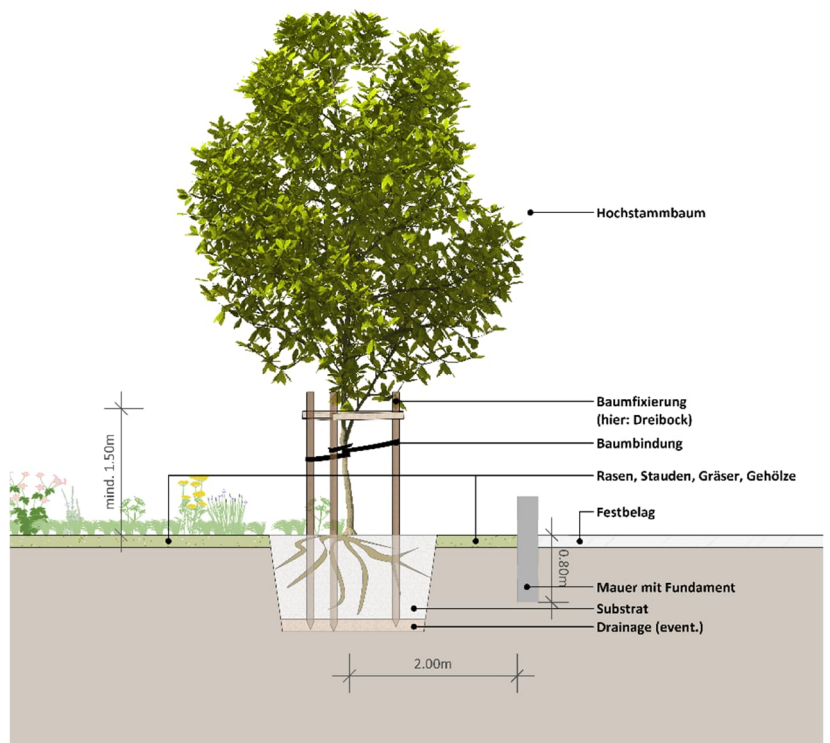 Hochstammbaum
Baumfixierung
(hier: Dreibock)
Baumbindung
mind. 1.50m
Rasen, Stauden, Gräser, Gehölze
Festbelag
0.80m
Mauer mit Fundament
Substrat
Drainage (event.)
2.00m